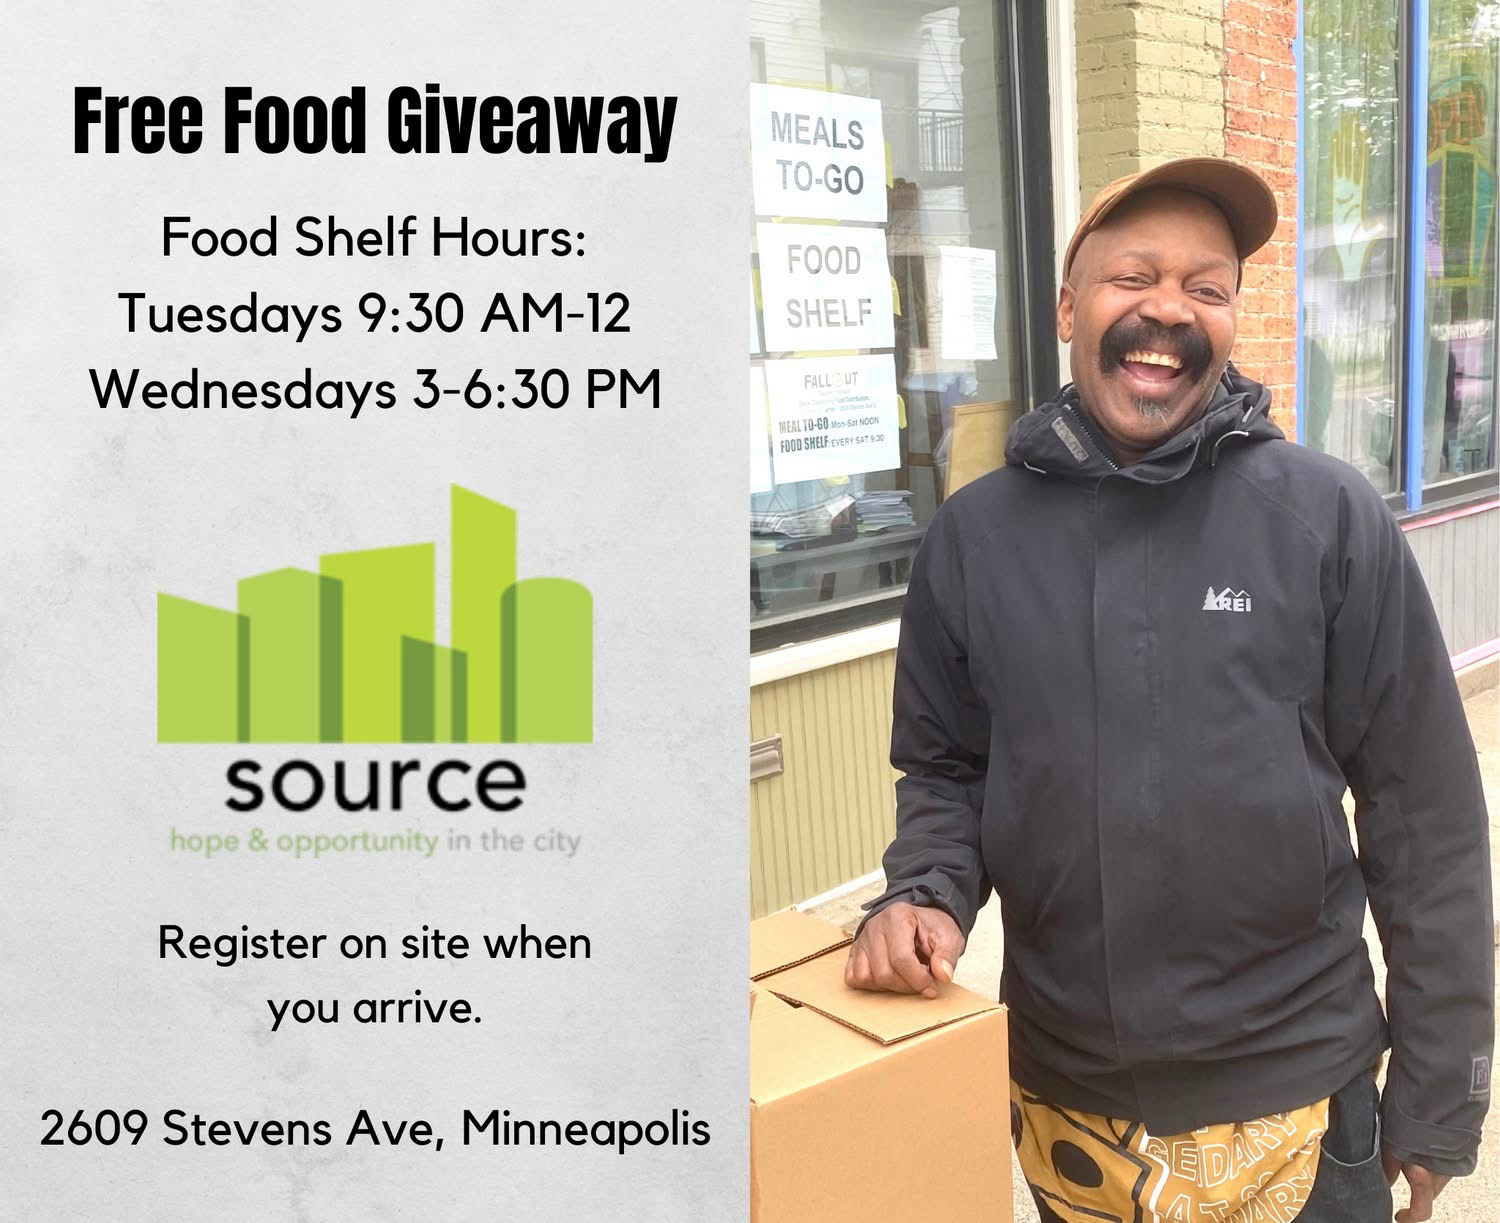 Free Food Giveaway
Food Shelf Hours:
Tuesdays 9:30 AM-12
Wednesdays 3-6:30 PM
source
hope & opportunity in the city
Register on site when
you arrive.
2609 Stevens Ave, Minneapolis
MEALS
TO-GO
FOOD
SHELF
MEAL TO-GO: Mon-Sat NOON
FOOD SHELF: EVERY SAT 9:30
REI